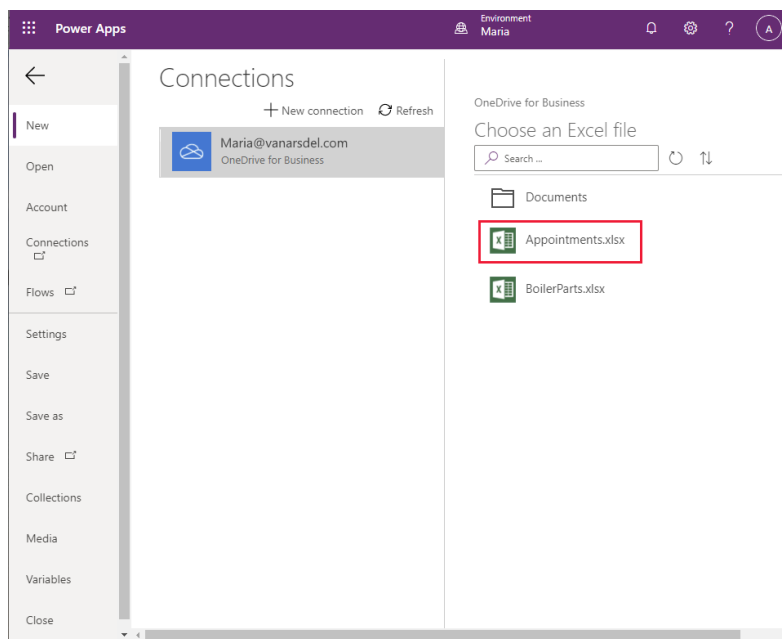 Power Apps
Environment
Maria
?
A
New
Open
Account
Connections
Flows
Settings
Save
Save as
Share
Collections
Media
Variables
Close
Connections
+ New connection
Refresh
Maria@vanarsdel.com
OneDrive for Business
OneDrive for Business
Choose an Excel file
Search ...
Documents
Appointments.xlsx
BoilerParts.xlsx